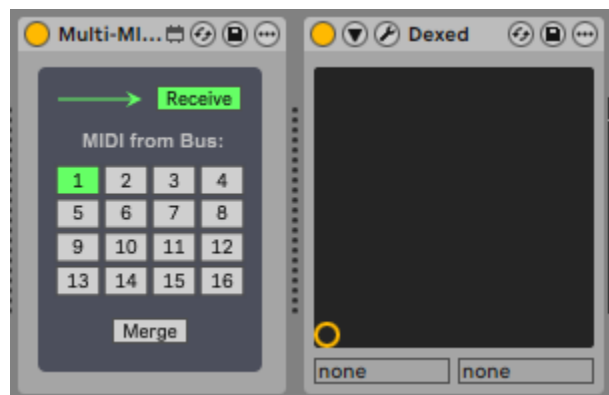 Multi-MI...
Receive
MIDI from Bus:
1 2 3 4
5 6 7 8
9 10 11 12
13 14 15 16
Merge
Dexed
none none